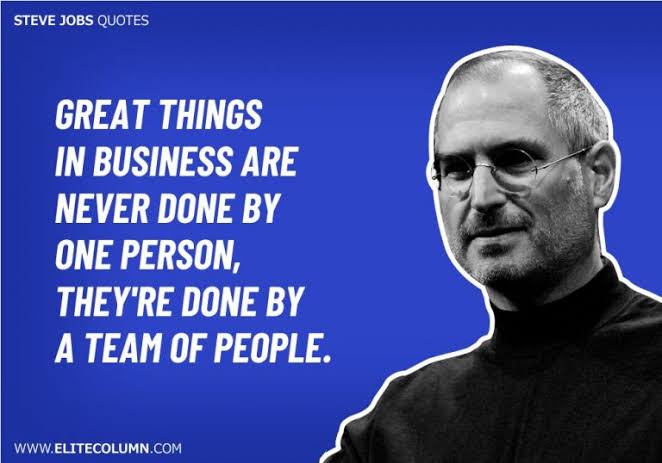 STEVE JOBS QUOTES
GREAT THINGS
IN BUSINESS ARE
NEVER DONE BY
ONE PERSON,
THEY'RE DONE BY
A TEAM OF PEOPLE.
WWW.ELITECOLUMN.COM